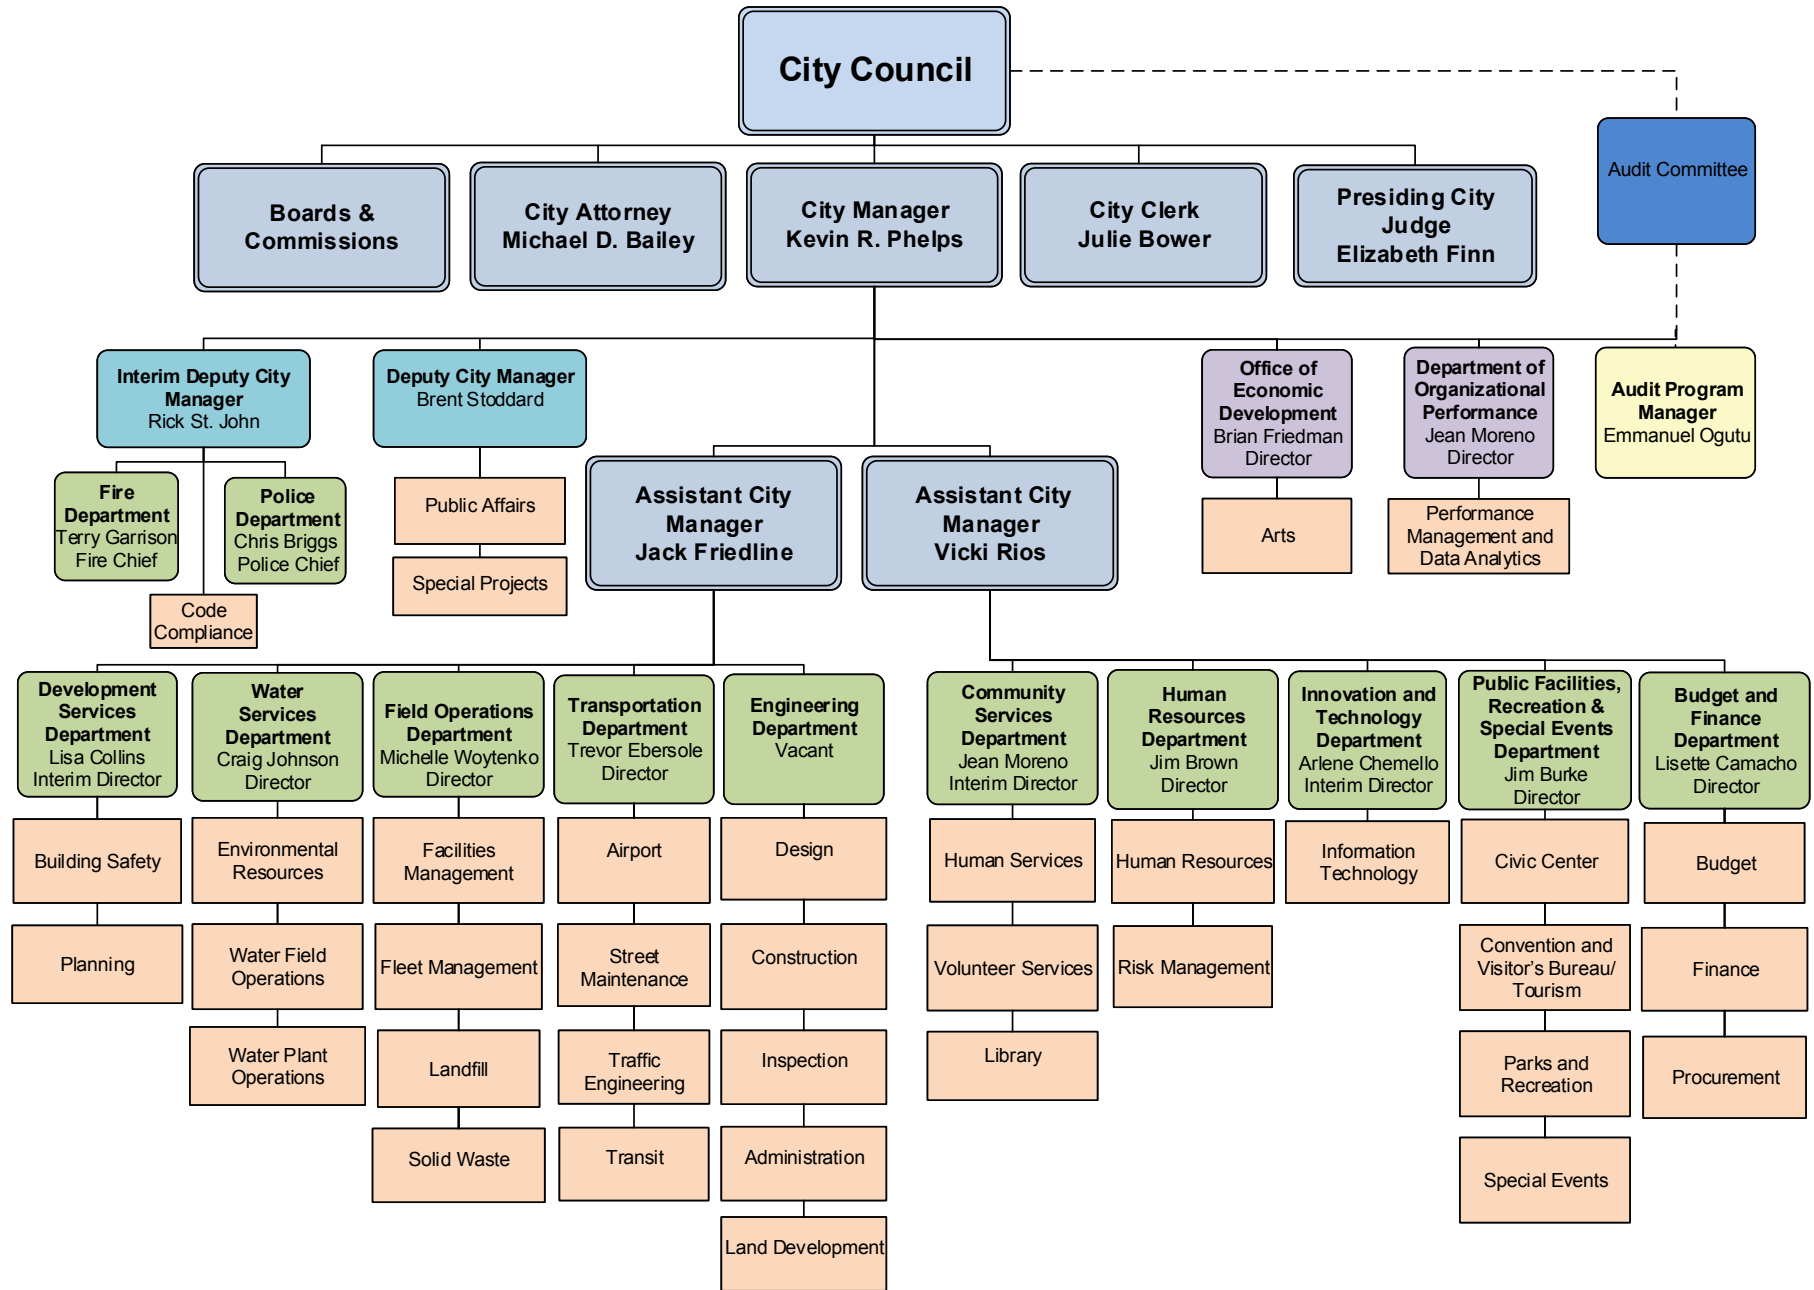 City Council
Audit Committee
Boards &
Commissions
City Attorney
Michael D. Bailey
City Manager
Kevin R. Phelps
City Clerk
Julie Bower
Presiding City
Judge
Elizabeth Finn
Interim Deputy City
Manager
Rick St. John
Deputy City Manager
Brent Stoddard
Office of
Economic
Development
Brian Friedman
Director
Department of
Organizational
Performance
Jean Moreno
Director
Audit Program
Manager
Emmanuel Ogutu
Fire
Department
Terry Garrison
Fire Chief
Police
Department
Chris Briggs
Police Chief
Code
Compliance
Public Affairs
Special Projects
Assistant City
Manager
Jack Friedline
Assistant City
Manager
Vicki Rios
Arts
Performance
Management and
Data Analytics
Development
Services
Department
Lisa Collins
Interim Director
Water
Services
Department
Craig Johnson
Director
Field Operations
Department
Michelle Woytenko
Director
Transportation
Department
Trevor Ebersole
Director
Engineering
Department
Vacant
Community
Services
Department
Jean Moreno
Interim Director
Human
Resources
Department
Jim Brown
Director
Innovation and
Technology
Department
Arlene Chemello
Interim Director
Public Facilities,
Recreation &
Special Events
Department
Jim Burke
Director
Budget and
Finance
Department
Lisette Camacho
Director
Building Safety
Environmental
Resources
Facilities
Management
Airport
Design
Human Services
Human Resources
Information
Technology
Civic Center
Budget
Planning
Water Field
Operations
Fleet Management
Street
Maintenance
Construction
Volunteer Services
Risk Management
Convention and
Visitor’s Bureau/
Tourism
Finance
Water Plant
Operations
Landfill
Traffic
Engineering
Inspection
Library
Parks and
Recreation
Procurement
Solid Waste
Transit
Administration
Special Events
Land Development